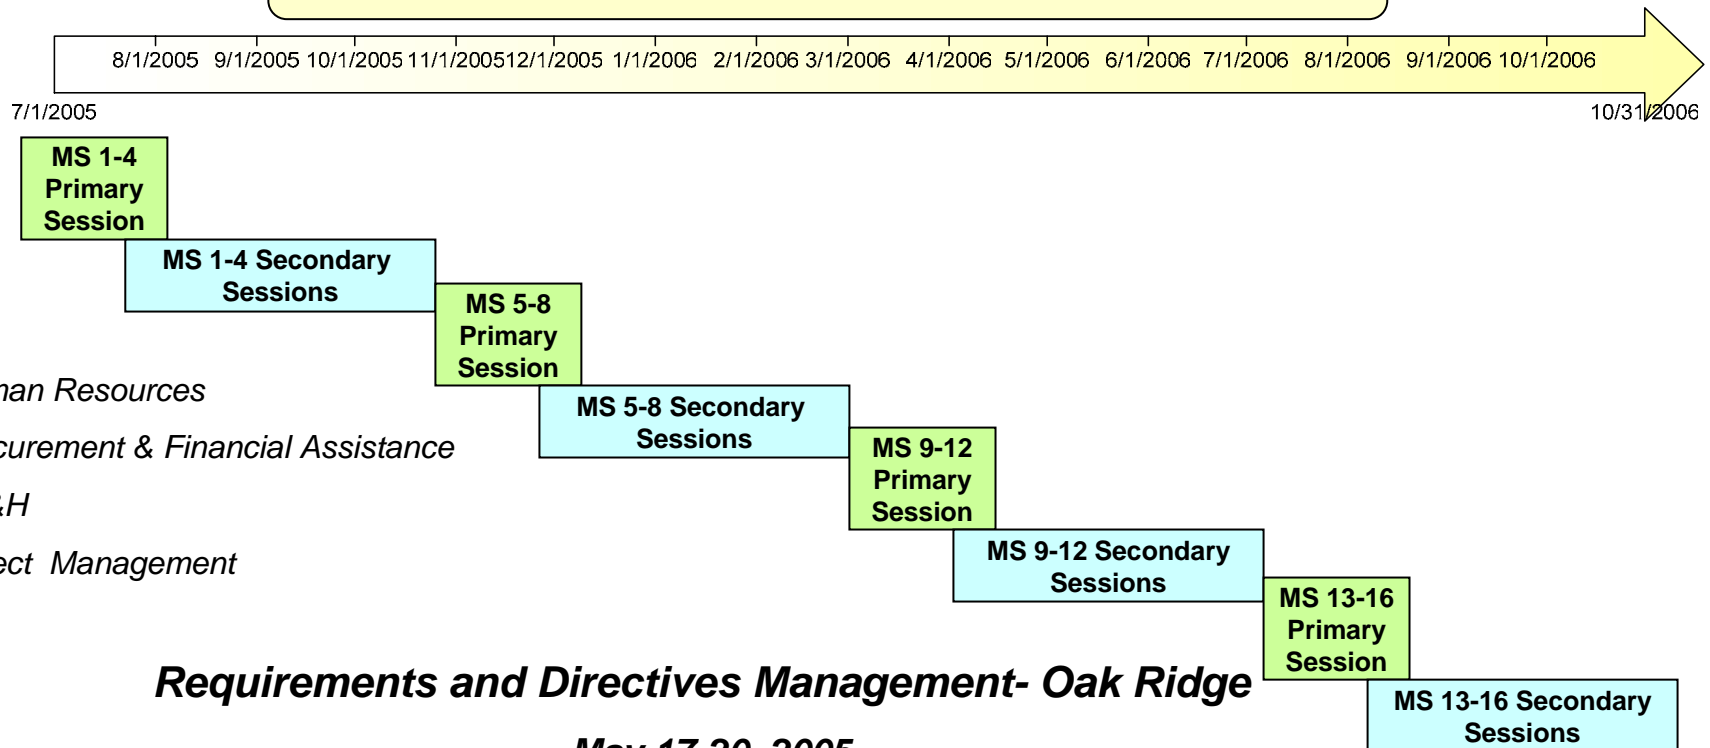 8/1/2005 9/1/2005 10/1/2005 11/1/2005 12/1/2005 1/1/2006 2/1/2006 3/1/2006 4/1/2006 5/1/2006 6/1/2006 7/1/2006 8/1/2006 9/1/2006 10/1/2006
7/1/2005
10/31/2006
MS 1-4
Primary
Session
MS 1-4 Secondary
Sessions
MS 5-8
Primary
Session
MS 5-8 Secondary
Sessions
MS 9-12
Primary
Session
MS 9-12 Secondary
Sessions
MS 13-16
Primary
Session
MS 13-16 Secondary
Sessions
man Resources
curement & Financial Assistance
&H
ect Management
Requirements and Directives Management- Oak Ridge
May 17-20, 2005